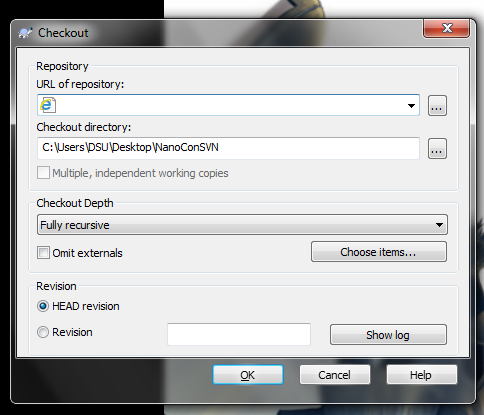 Checkout
Repository
URL of repository:
...
Checkout directory:
C:\Users\DSU\Desktop\NanoConSVN
...
Multiple, independent working copies
Checkout Depth
Fully recursive
Omit externals
Choose items...
Revision
HEAD revision
Revision
Show log
OK
Cancel
Help